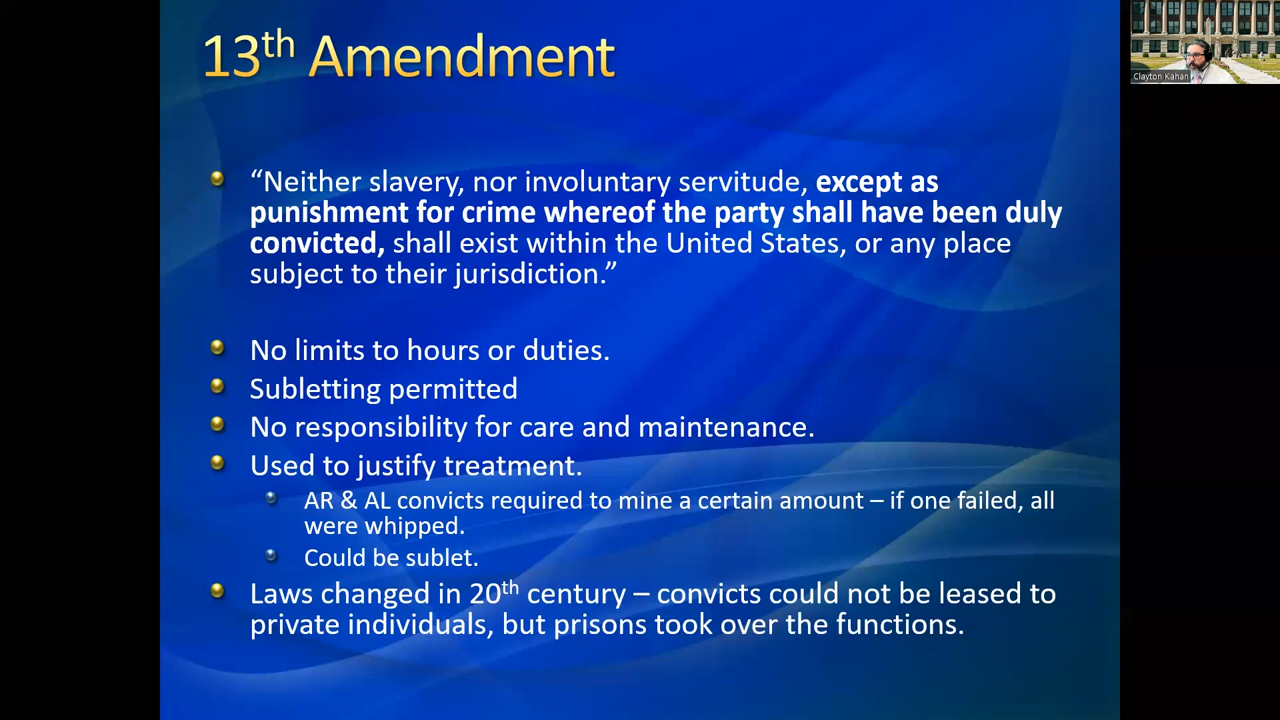 13th Amendment
Clayton Kahan
“Neither slavery, nor involuntary servitude, except as
punishment for crime whereof the party shall have been duly
convicted, shall exist within the United States, or any place
subject to their jurisdiction.”
No limits to hours or duties.
Subletting permitted
No responsibility for care and maintenance.
Used to justify treatment.
AR & AL convicts required to mine a certain amount – if one failed, all
were whipped.
Could be sublet.
Laws changed in 20th century – convicts could not be leased to
private individuals, but prisons took over the functions.